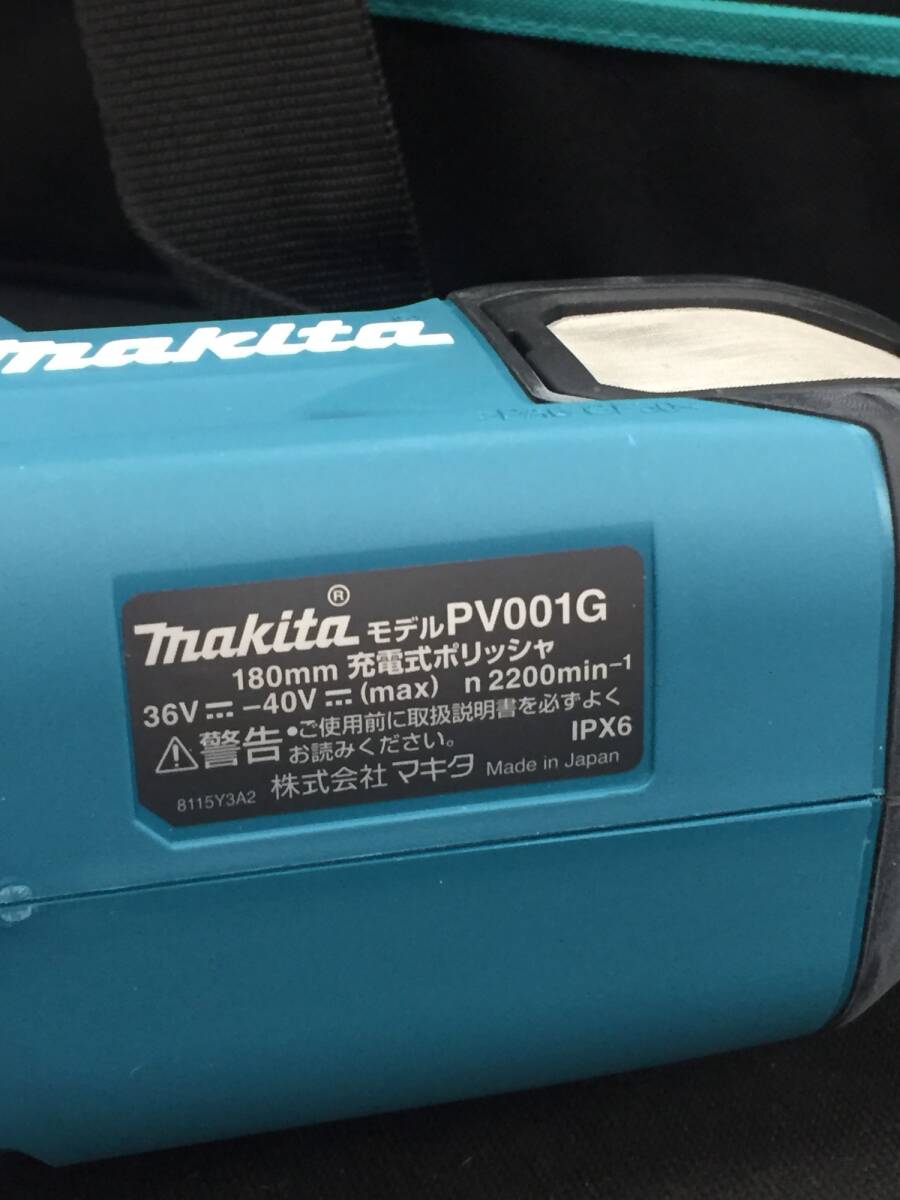 makita
makita® モデルPV001G
180mm 充電式ポリッシャ
36V⎓-40V⎓(max) n 2200min⁻¹
⚠警告 •ご使用前に取扱説明書を必ずよくお読みください。 IPX6
8115Y3A2 株式会社マキタ Made in Japan